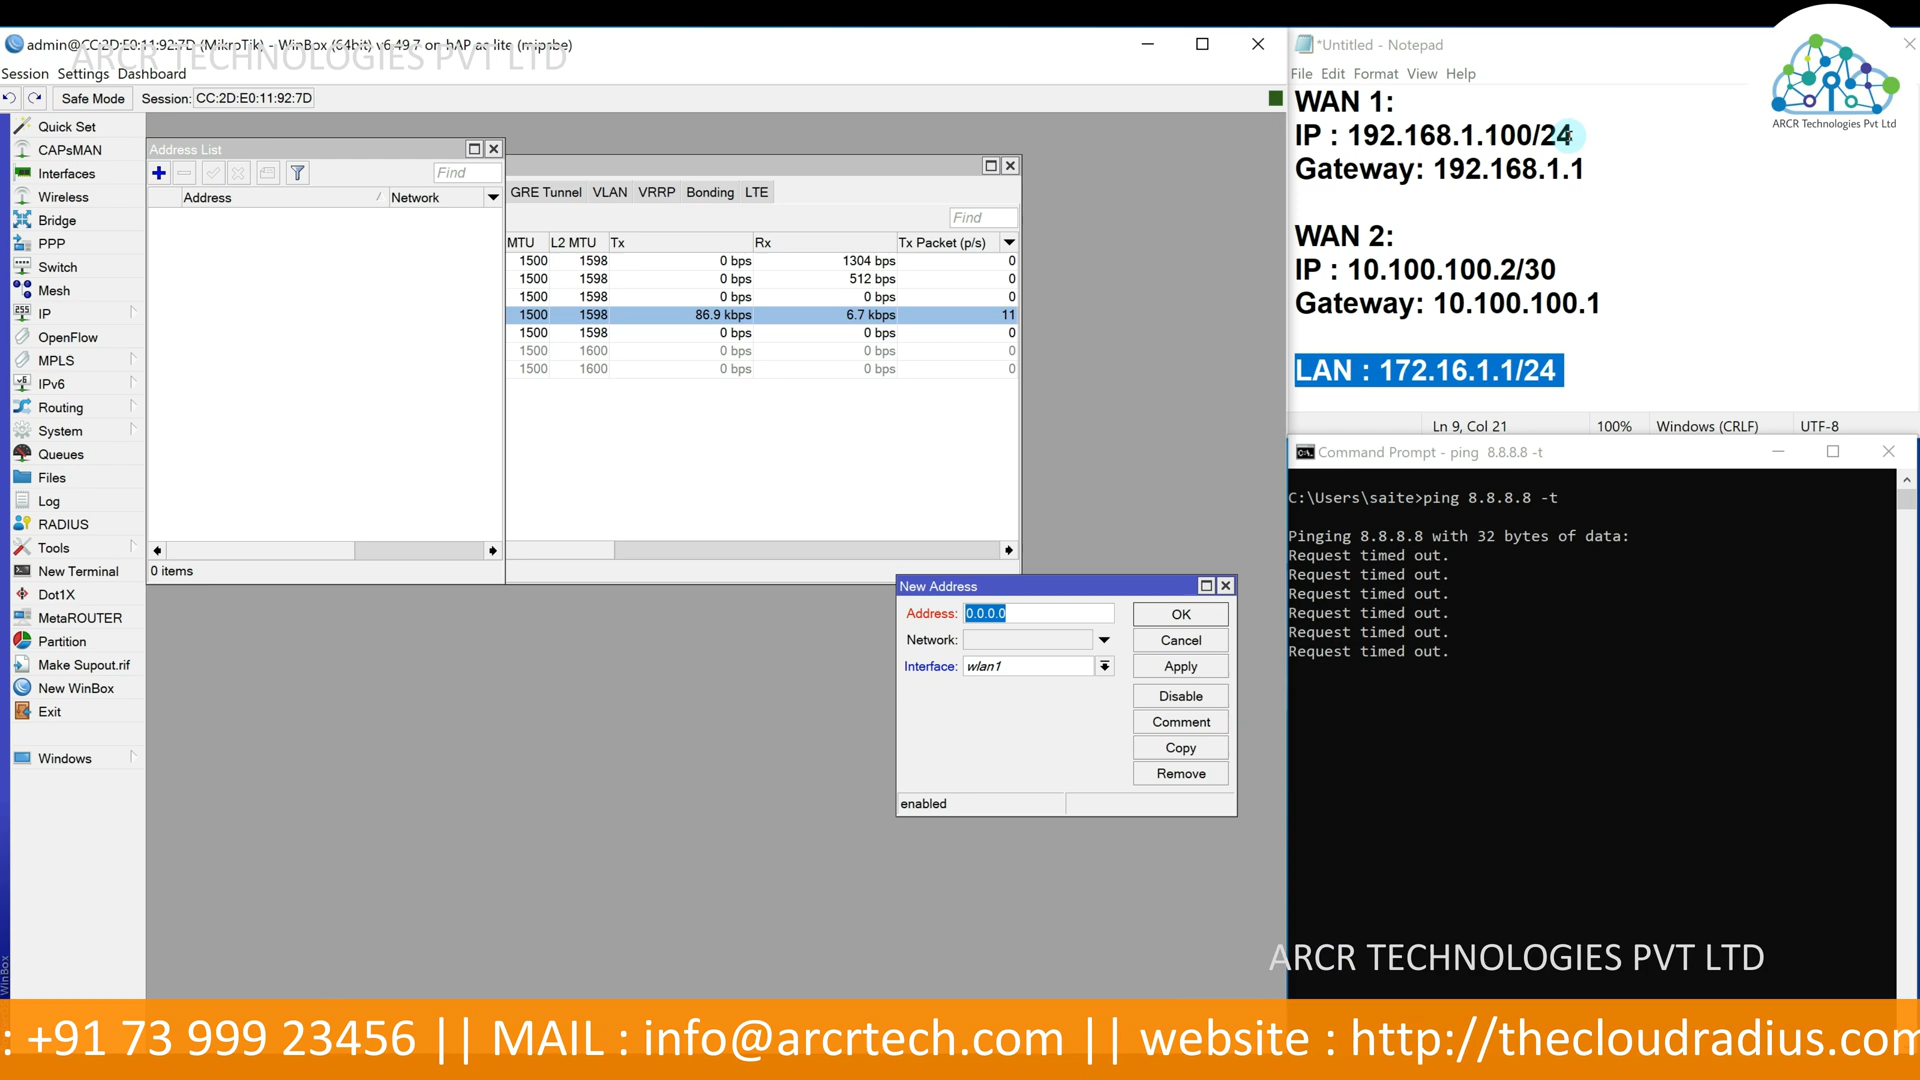 admin@CC:2D:E0:11:92:7D (MikroTik) - WinBox (64bit) v6.49.7 on hAP ac lite (mipsbe)
ARCR TECHNOLOGIES PVT LTD
Session Settings Dashboard
Safe Mode Session: CC:2D:E0:11:92:7D
Quick Set
CAPsMAN
Interfaces
Wireless
Bridge
PPP
Switch
Mesh
255 IP
OpenFlow
MPLS
v6 IPv6
Routing
System
Queues
Files
Log
RADIUS
Tools
New Terminal
Dot1X
MetaROUTER
Partition
Make Supout.rif
New WinBox
Exit
Windows
WinBox
Address List
Find
Address Network
0 items
GRE Tunnel VLAN VRRP Bonding LTE
Find
MTU L2 MTU Tx Rx Tx Packet (p/s)
1500 1598 0 bps 1304 bps 0
1500 1598 0 bps 512 bps 0
1500 1598 0 bps 0 bps 0
1500 1598 86.9 kbps 6.7 kbps 11
1500 1598 0 bps 0 bps 0
1500 1600 0 bps 0 bps 0
1500 1600 0 bps 0 bps 0
New Address
Address: 0.0.0.0 OK
Network: Cancel
Interface: wlan1 Apply
Disable
Comment
Copy
Remove
enabled
*Untitled - Notepad
File Edit Format View Help
WAN 1:
IP : 192.168.1.100/24
Gateway: 192.168.1.1
WAN 2:
IP : 10.100.100.2/30
Gateway: 10.100.100.1
LAN : 172.16.1.1/24
Ln 9, Col 21 100% Windows (CRLF) UTF-8
ARCR Technologies Pvt Ltd
Command Prompt - ping 8.8.8.8 -t
C:\Users\saite>ping 8.8.8.8 -t
Pinging 8.8.8.8 with 32 bytes of data:
Request timed out.
Request timed out.
Request timed out.
Request timed out.
Request timed out.
Request timed out.
ARCR TECHNOLOGIES PVT LTD
: +91 73 999 23456 || MAIL : info@arcrtech.com || website : http://thecloudradius.com